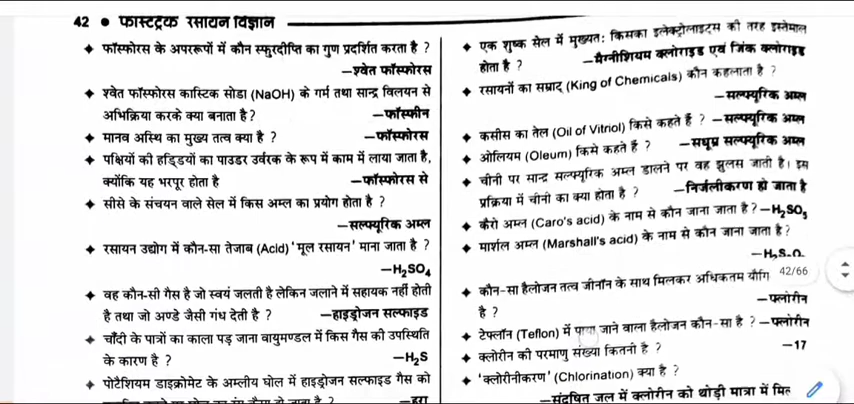 42 ● फास्टट्रैक रसायन विज्ञान
◆ फॉस्फोरस के अपररूपों में कौन स्फुरदीप्ति का गुण प्रदर्शित करता है ?
—श्वेत फॉस्फोरस
◆ श्वेत फॉस्फोरस कास्टिक सोडा (NaOH) के गर्म तथा सान्द्र विलयन से
अभिक्रिया करके क्या बनाता है ? —फॉस्फीन
◆ मानव अस्थि का मुख्य तत्व क्या है ? —फॉस्फोरस
◆ पक्षियों की हड्डियों का पाउडर उर्वरक के रूप में काम में लाया जाता है,
क्योंकि यह भरपूर होता है —फॉस्फोरस से
◆ सीसे के संचयन वाले सेल में किस अम्ल का प्रयोग होता है ?
—सल्फ्यूरिक अम्ल
◆ रसायन उद्योग में कौन-सा तेजाब (Acid) 'मूल रसायन' माना जाता है ?
—H₂SO₄
◆ वह कौन-सी गैस है जो स्वयं जलती है लेकिन जलाने में सहायक नहीं होती
है तथा जो अण्डे जैसी गंध देती है ? —हाइड्रोजन सल्फाइड
◆ चाँदी के पात्रों का काला पड़ जाना वायुमण्डल में किस गैस की उपस्थिति
के कारण है ? —H₂S
◆ पोटैशियम डाइक्रोमेट के अम्लीय घोल में हाइड्रोजन सल्फाइड गैस को
◆ एक शुष्क सेल में मुख्यतः किसका इलेक्ट्रोलाइट्स की तरह इस्तेमाल
होता है ? —मैग्नीशियम क्लोराइड एवं जिंक क्लोराइड
◆ रसायनों का सम्राट् (King of Chemicals) कौन कहलाता है ?
—सल्फ्यूरिक अम्ल
◆ कसीस का तेल (Oil of Vitriol) किसे कहते हैं ? —सल्फ्यूरिक अम्ल
◆ ओलियम (Oleum) किसे कहते हैं ? —सधूम्र सल्फ्यूरिक अम्ल
◆ चीनी पर सान्द्र सल्फ्यूरिक अम्ल डालने पर वह झुलस जाती है। इस
प्रक्रिया में चीनी का क्या होता है ? —निर्जलीकरण हो जाता है
◆ कैरो अम्ल (Caro's acid) के नाम से कौन जाना जाता है ? —H₂SO₅
◆ मार्शल अम्ल (Marshall's acid) के नाम से कौन जाना जाता है ?
42/66
◆ कौन-सा हैलोजन तत्व जीनॉन के साथ मिलकर अधिकतम
है ? —फ्लोरीन
◆ टेफ्लॉन (Teflon) में पाया जाने वाला हैलोजन कौन-सा है ? —फ्लोरीन
◆ क्लोरीन की परमाणु संख्या कितनी है ? —17
◆ 'क्लोरीनीकरण' (Chlorination) क्या है ?
—संदूषित जल में क्लोरीन को थोड़ी मात्रा में